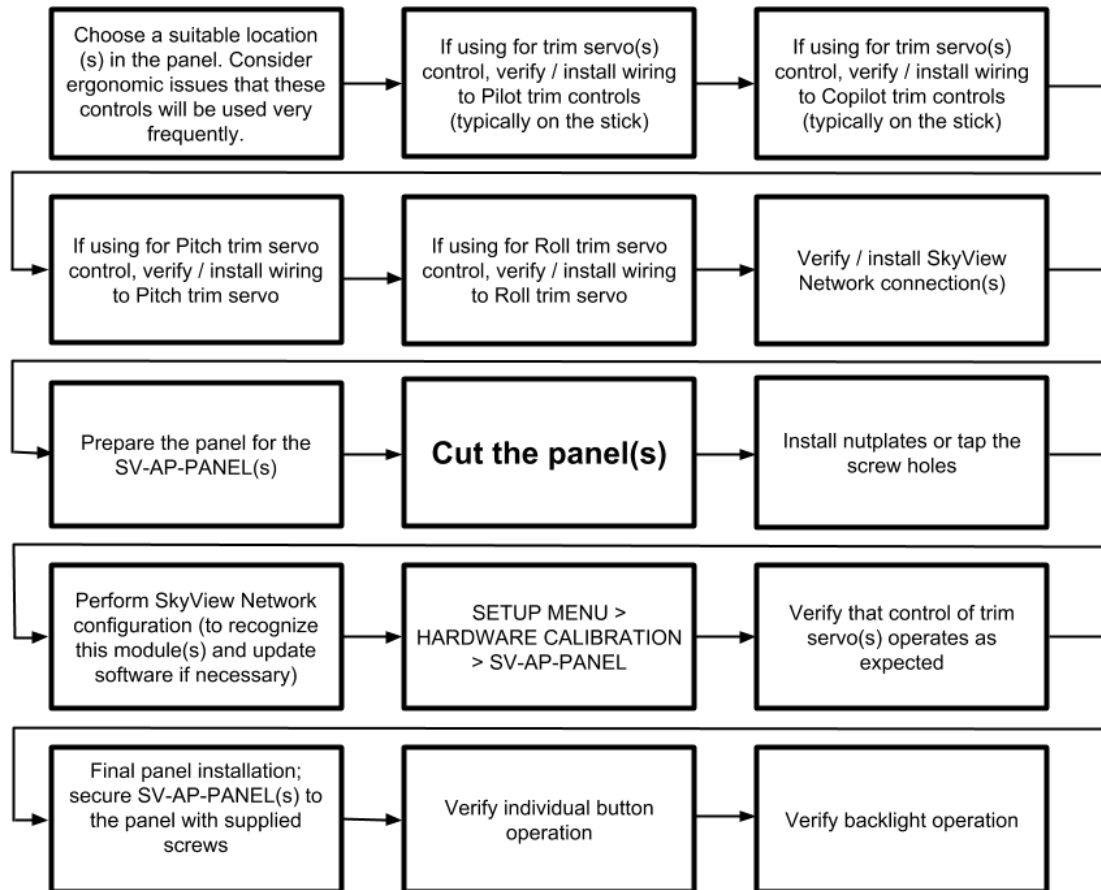 Choose a suitable location
(s) in the panel. Consider
ergonomic issues that these
controls will be used very
frequently.
If using for trim servo(s)
control, verify / install wiring
to Pilot trim controls
(typically on the stick)
If using for trim servo(s)
control, verify / install wiring
to Copilot trim controls
(typically on the stick)
If using for Pitch trim servo
control, verify / install wiring
to Pitch trim servo
If using for Roll trim servo
control, verify / install wiring
to Roll trim servo
Verify / install SkyView
Network connection(s)
Prepare the panel for the
SV-AP-PANEL(s)
Cut the panel(s)
Install nutplates or tap the
screw holes
Perform SkyView Network
configuration (to recognize
this module(s) and update
software if necessary)
SETUP MENU >
HARDWARE CALIBRATION
> SV-AP-PANEL
Verify that control of trim
servo(s) operates as
expected
Final panel installation;
secure SV-AP-PANEL(s) to
the panel with supplied
screws
Verify individual button
operation
Verify backlight operation